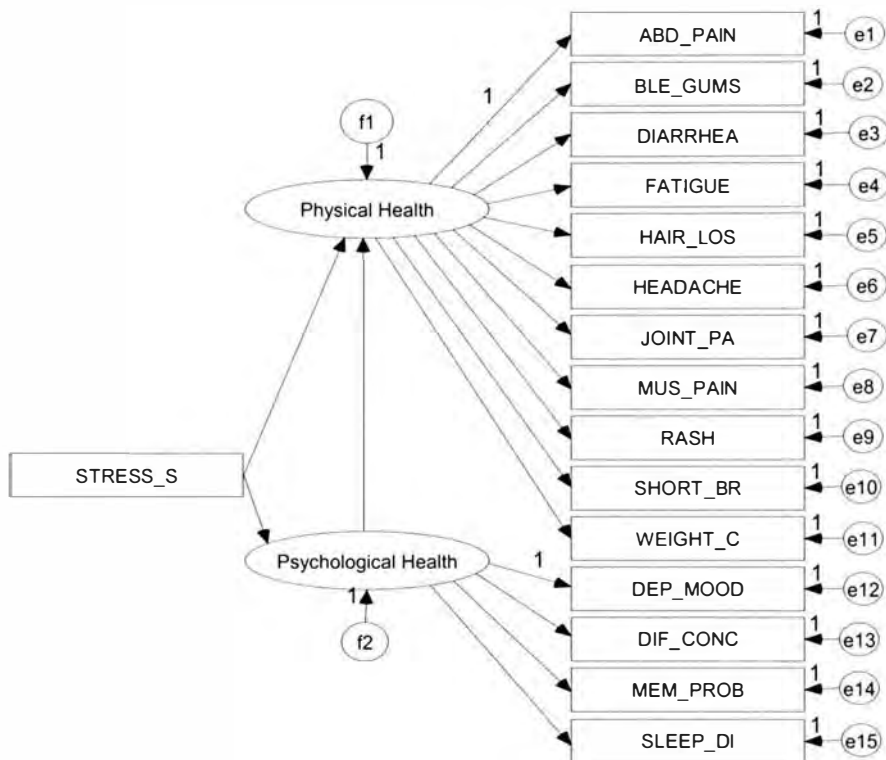 ABD_PAIN
1
e1
BLE_GUMS
1
e2
DIARRHEA
1
e3
FATIGUE
1
e4
HAIR_LOS
1
e5
HEADACHE
1
e6
JOINT_PA
1
e7
MUS_PAIN
1
e8
RASH
1
e9
SHORT_BR
1
e10
WEIGHT_C
1
e11
DEP_MOOD
1
e12
DIF_CONC
1
e13
MEM_PROB
1
e14
SLEEP_DI
1
e15
1
f1
1
Physical Health
STRESS_S
Psychological Health
1
1
f2